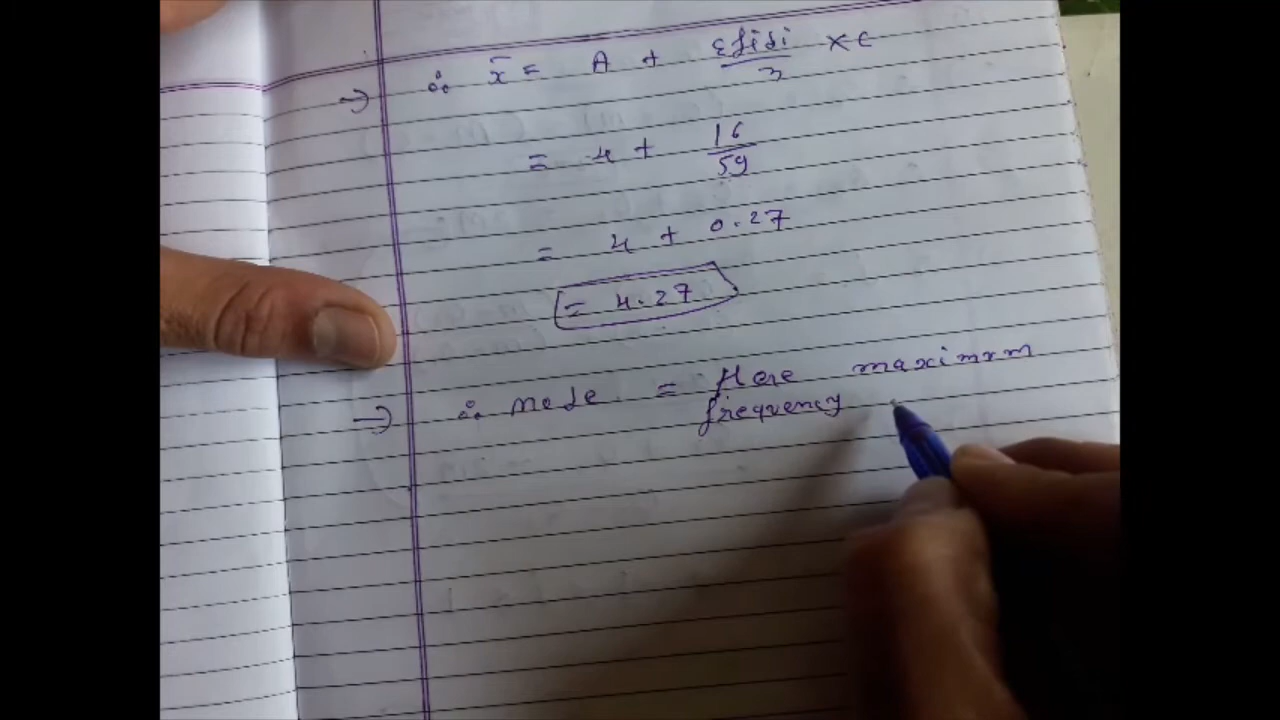 → ∴ x̄ = A + Σfidi/n × c
= 4 + 16/59
= 4 + 0.27
= 4.27
→ ∴ Mode = Here maximum
frequency